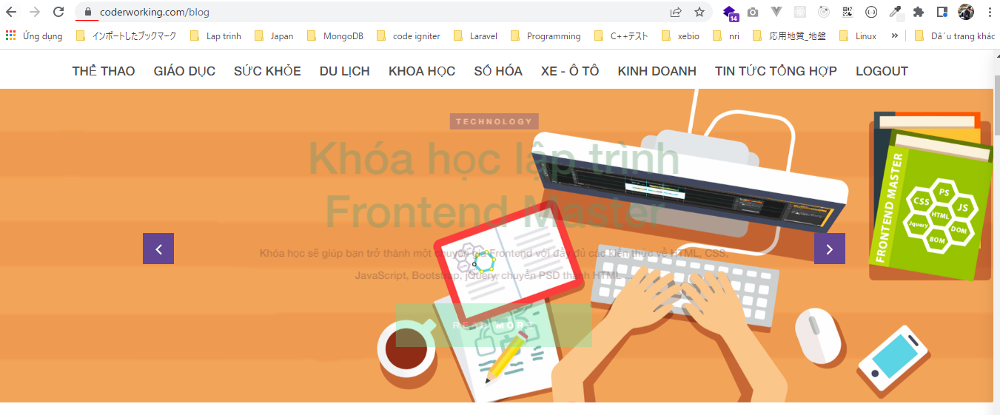 coderworking.com/blog
14
Ứng dụng
インポートしたブックマーク
Lap trinh
Japan
MongoDB
code igniter
Laravel
Programming
C++テスト
xebio
nri
応用地質_地盤
Linux
»
Dấu trang khác
THỂ THAO GIÁO DỤC SỨC KHỎE DU LỊCH KHOA HỌC SỐ HÓA XE - Ô TÔ KINH DOANH TIN TỨC TỔNG HỢP LOGOUT
TECHNOLOGY
Khóa học lập trình
Frontend Master
Khóa học sẽ giúp bạn trở thành một chuyên gia Frontend với đầy đủ các kiến thức về HTML, CSS,
JavaScript, Bootstrap, jQuery, chuyển PSD thành HTML ...
READ MORE
FRONTEND MASTER
PS
CSS
JS
HTML
Jquery
DOM
BOM